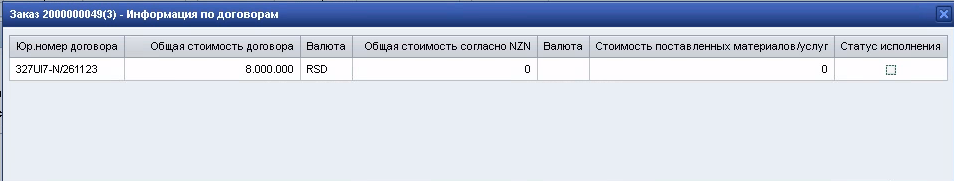 Заказ 2000000049(3) - Информация по договорам
Юр.номер договора Общая стоимость договора Валюта Общая стоимость согласно NZN Валюта Стоимость поставленных материалов/услуг Статус исполнения
327UI7-N/261123 8.000.000 RSD 0 0